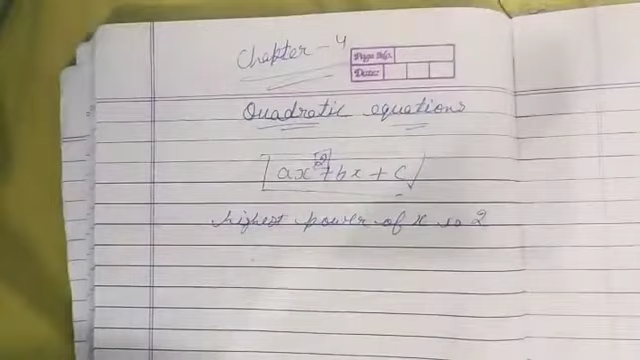 Chapter - 4
Page No.
Date:
Quadratic equations
ax²+bx+c
highest power of x is 2